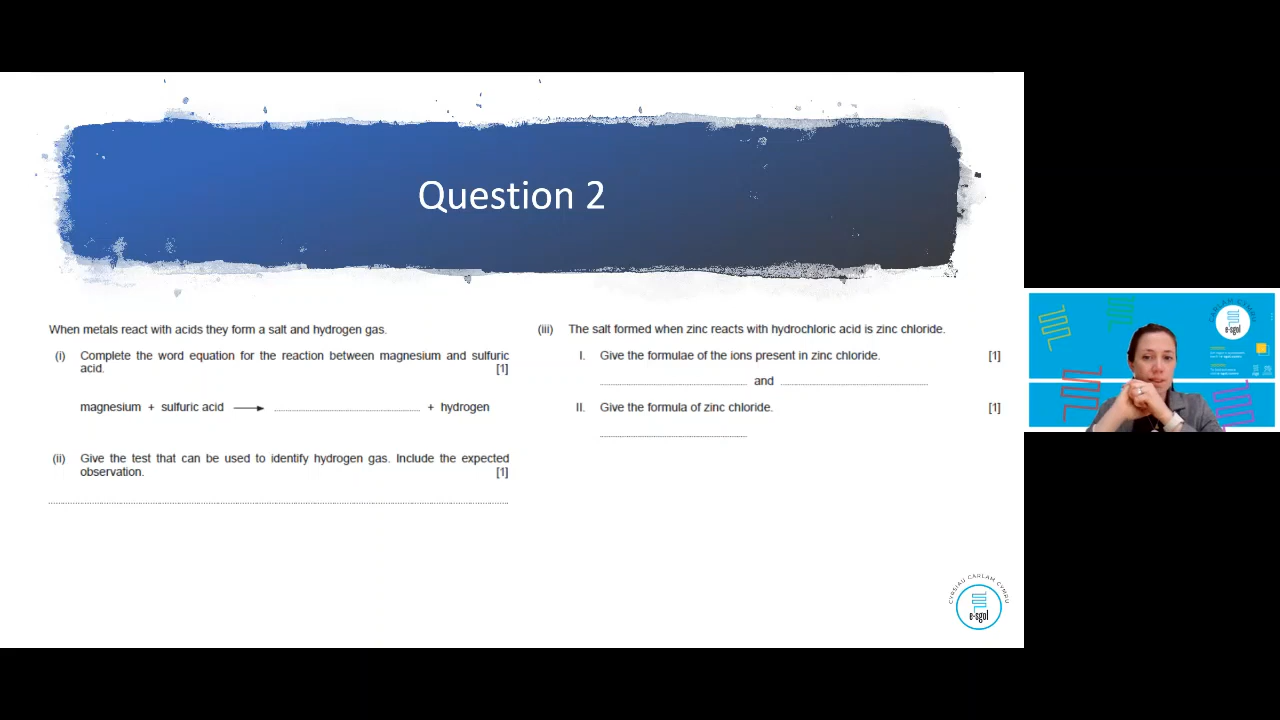 Question 2
When metals react with acids they form a salt and hydrogen gas.
(i) Complete the word equation for the reaction between magnesium and sulfuric
acid. [1]
magnesium + sulfuric acid ⟶ ........................ + hydrogen
(ii) Give the test that can be used to identify hydrogen gas. Include the expected
observation. [1]
(iii) The salt formed when zinc reacts with hydrochloric acid is zinc chloride.
I. Give the formulae of the ions present in zinc chloride. [1]
........................ and ........................
II. Give the formula of zinc chloride. [1]
CYRSIAU CARLAM CYMRU
e-sgol
e-sgol